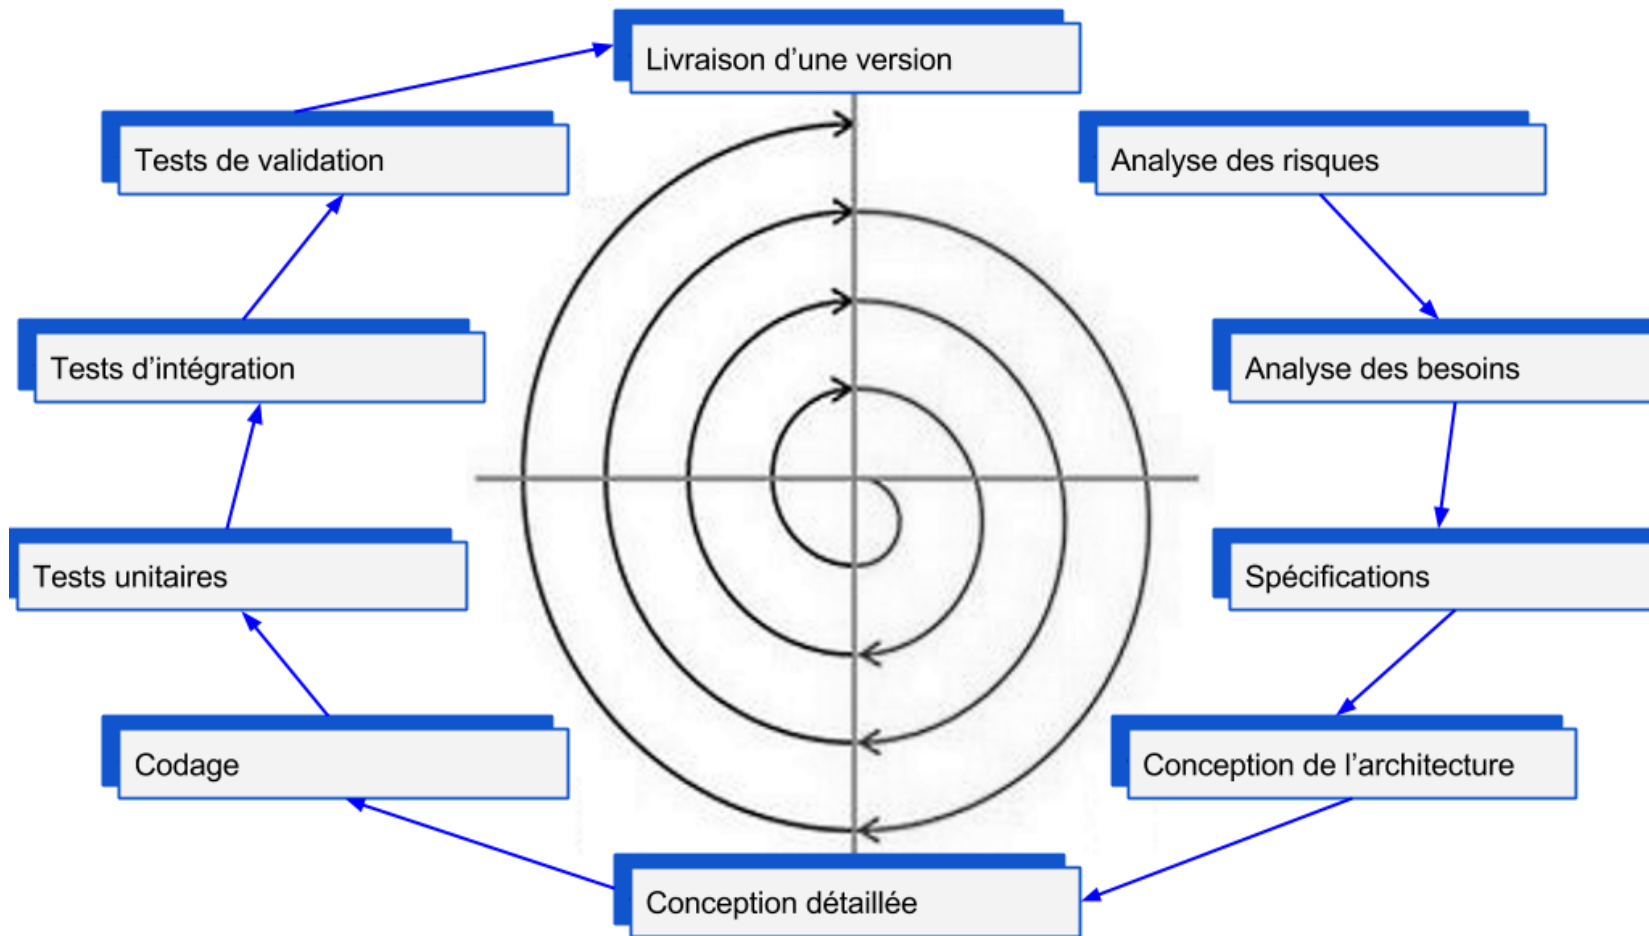 Livraison d’une version
Analyse des risques
Analyse des besoins
Spécifications
Conception de l’architecture
Conception détaillée
Codage
Tests unitaires
Tests d’intégration
Tests de validation